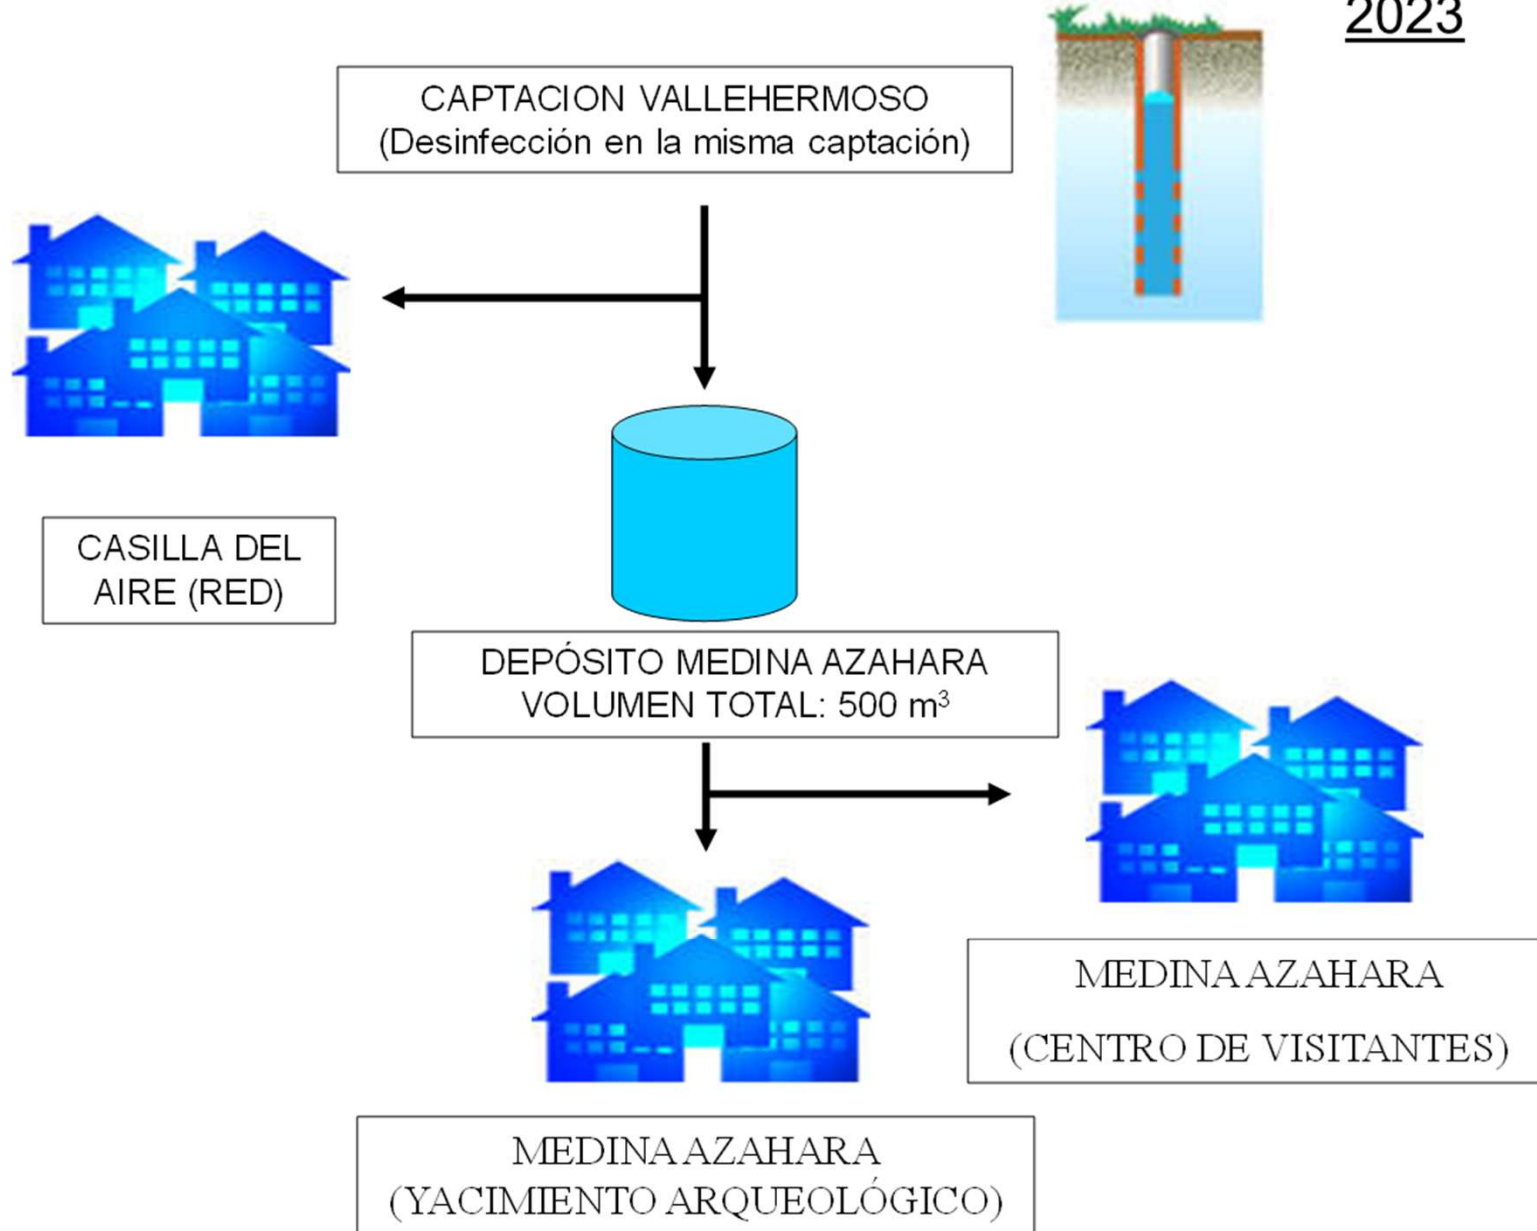 2023
CAPTACION VALLEHERMOSO
(Desinfección en la misma captación)
CASILLA DEL
AIRE (RED)
DEPÓSITO MEDINA AZAHARA
VOLUMEN TOTAL: 500 m³
MEDINA AZAHARA
(CENTRO DE VISITANTES)
MEDINA AZAHARA
(YACIMIENTO ARQUEOLÓGICO)